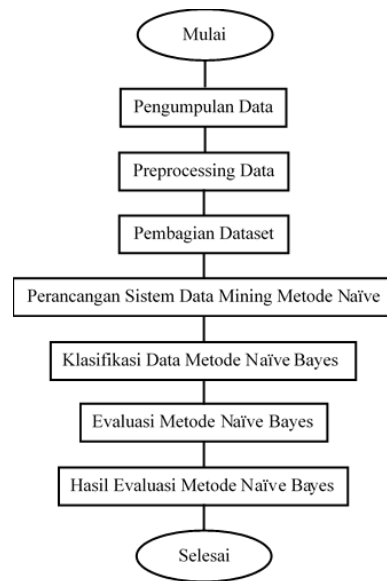 Mulai
Pengumpulan Data
Preprocessing Data
Pembagian Dataset
Perancangan Sistem Data Mining Metode Naïve
Klasifikasi Data Metode Naïve Bayes
Evaluasi Metode Naïve Bayes
Hasil Evaluasi Metode Naïve Bayes
Selesai